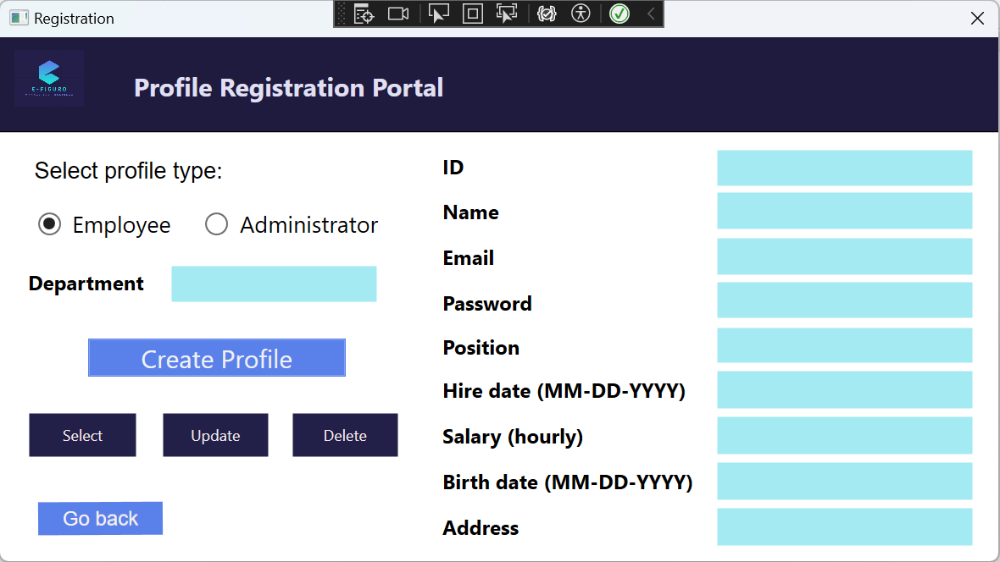 Registration
E-FIGURO
Profile Registration Portal
Select profile type:
Employee
Administrator
Department
Create Profile
Select
Update
Delete
Go back
ID
Name
Email
Password
Position
Hire date (MM-DD-YYYY)
Salary (hourly)
Birth date (MM-DD-YYYY)
Address